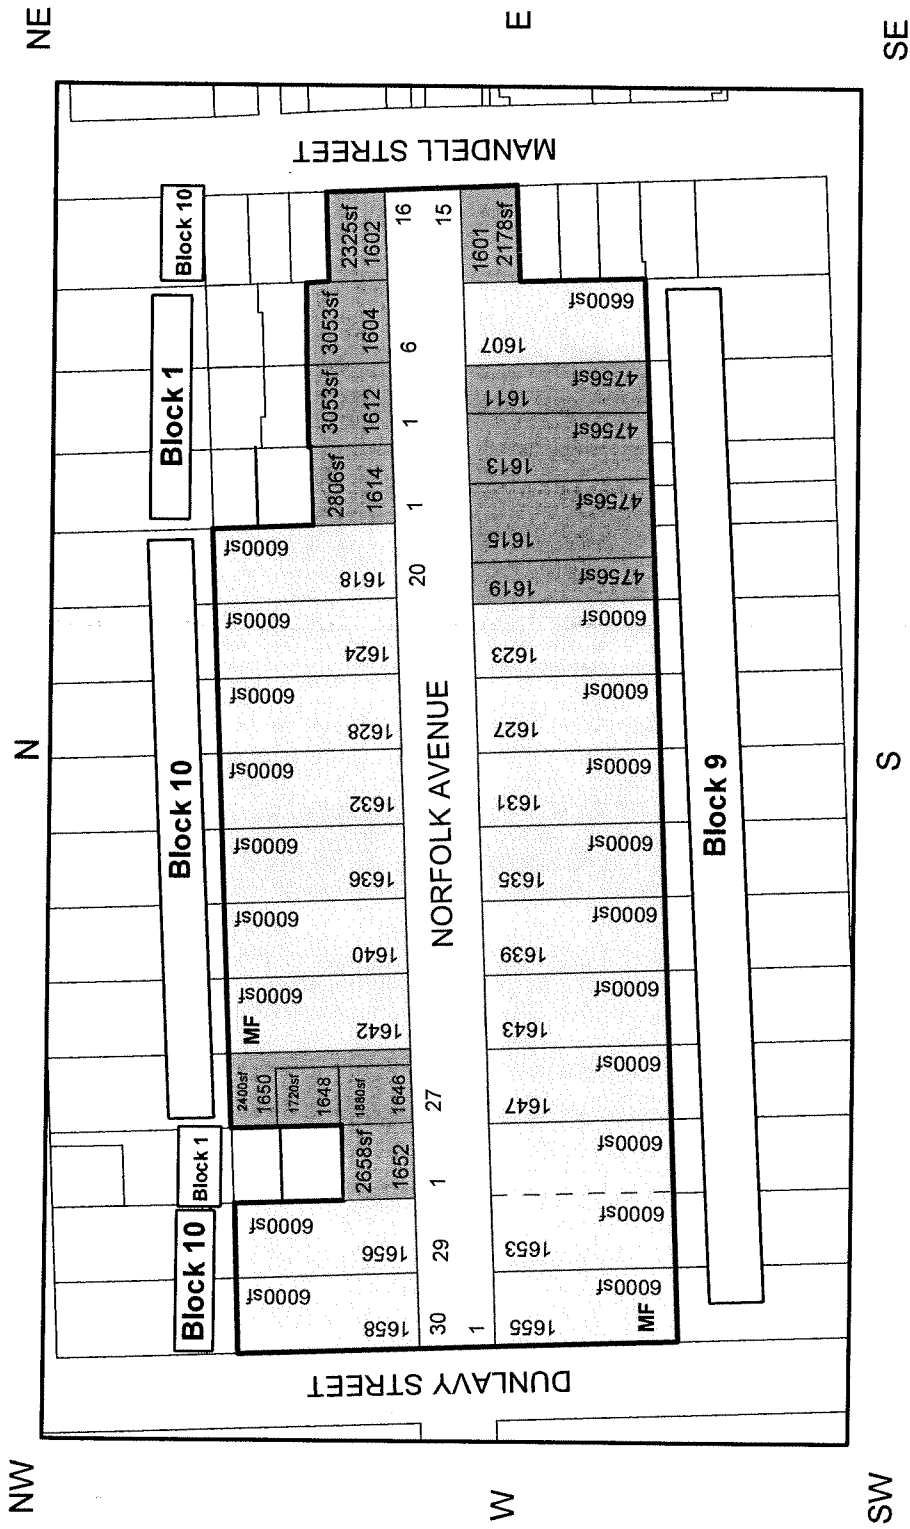 NW
N
NE
Block 10
Block 1
Block 10
Block 1
Block 10
DUNLAVY STREET
MANDELL STREET
6000sf
1658
6000sf
1656
2658sf
1652
2400sf
1650
1720sf
1648
1880sf
1646
MF
6000sf
1642
6000sf
1640
6000sf
1636
6000sf
1632
6000sf
1628
6000sf
1624
6000sf
1618
2806sf
1614
3053sf
1612
3053sf
1604
2325sf
1602
30
29
1
27
20
1
1
6
16
W
NORFOLK AVENUE
E
1
15
1655
MF
6000sf
1653
6000sf
6000sf
1647
6000sf
1643
6000sf
1639
6000sf
1635
6000sf
1631
6000sf
1627
6000sf
1623
6000sf
1619
4756sf
1615
4756sf
1613
4756sf
1611
4756sf
1607
6600sf
1601
2178sf
Block 9
SW
S
SE